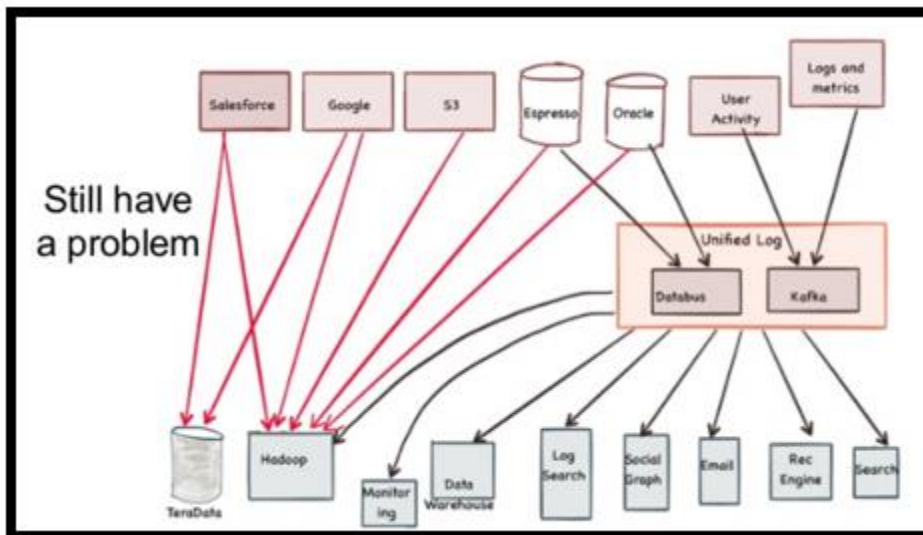 Salesforce
Google
S3
Espresso
Oracle
User
Activity
Logs and
metrics
Still have
a problem
Unified Log
Databus
Kafka
TeraData
Hadoop
Monitor
ing
Data
Warehouse
Log
Search
Social
Graph
Email
Rec
Engine
Search